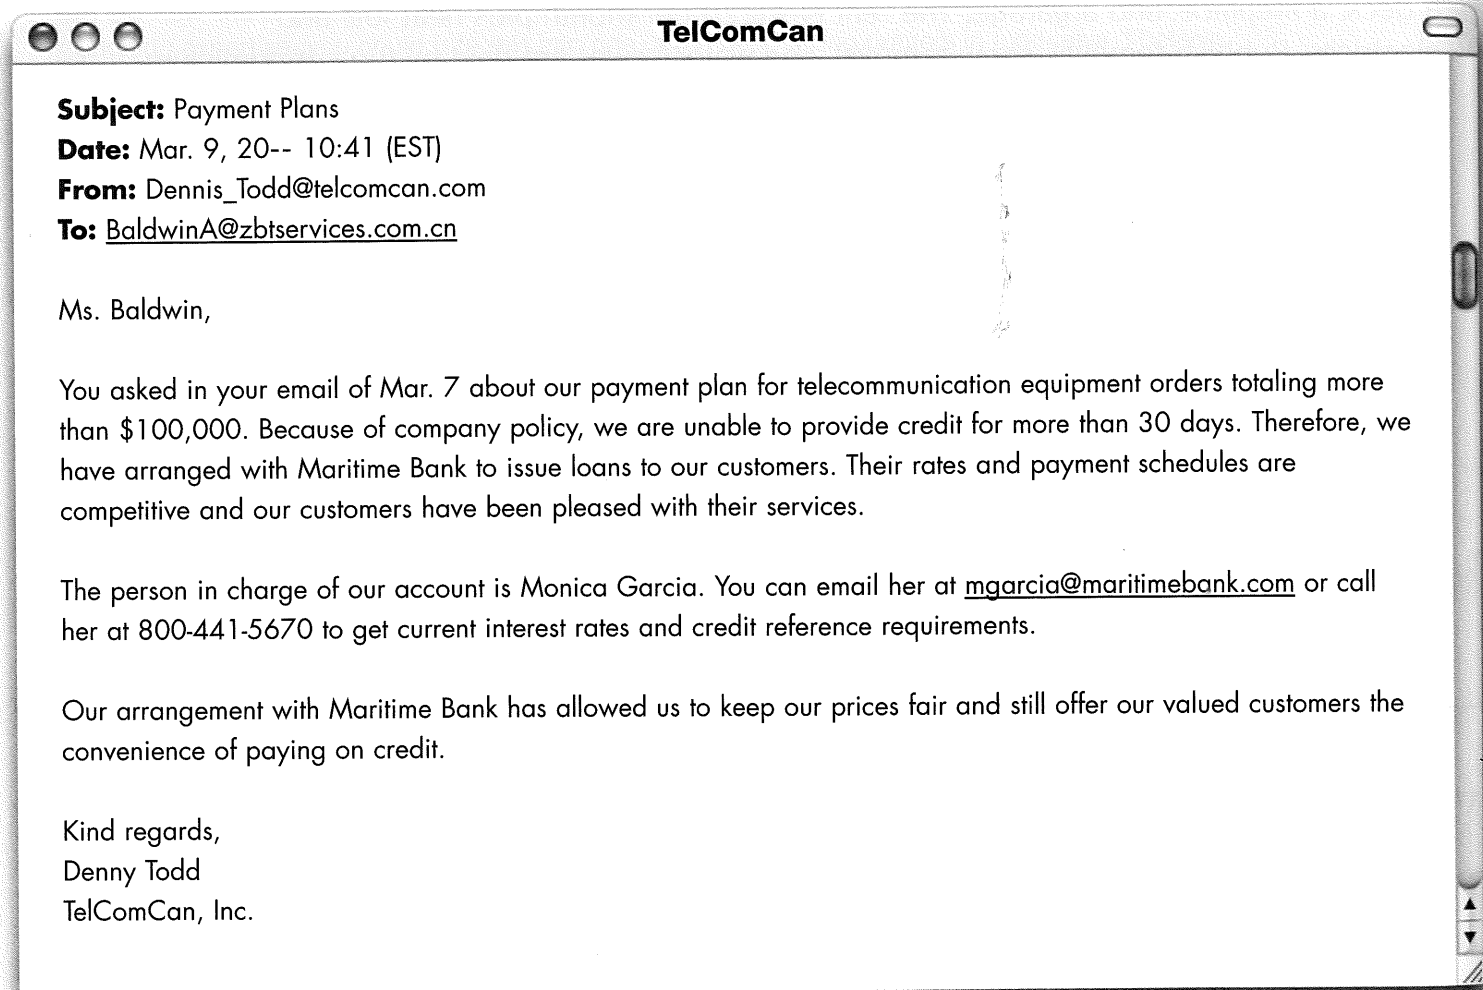 TelComCan
Subject: Payment Plans
Date: Mar. 9, 20-- 10:41 (EST)
From: Dennis_Todd@telcomcan.com
To: BaldwinA@zbtservices.com.cn
Ms. Baldwin,
You asked in your email of Mar. 7 about our payment plan for telecommunication equipment orders totaling more
than $100,000. Because of company policy, we are unable to provide credit for more than 30 days. Therefore, we
have arranged with Maritime Bank to issue loans to our customers. Their rates and payment schedules are
competitive and our customers have been pleased with their services.
The person in charge of our account is Monica Garcia. You can email her at mgarcia@maritimebank.com or call
her at 800-441-5670 to get current interest rates and credit reference requirements.
Our arrangement with Maritime Bank has allowed us to keep our prices fair and still offer our valued customers the
convenience of paying on credit.
Kind regards,
Denny Todd
TelComCan, Inc.